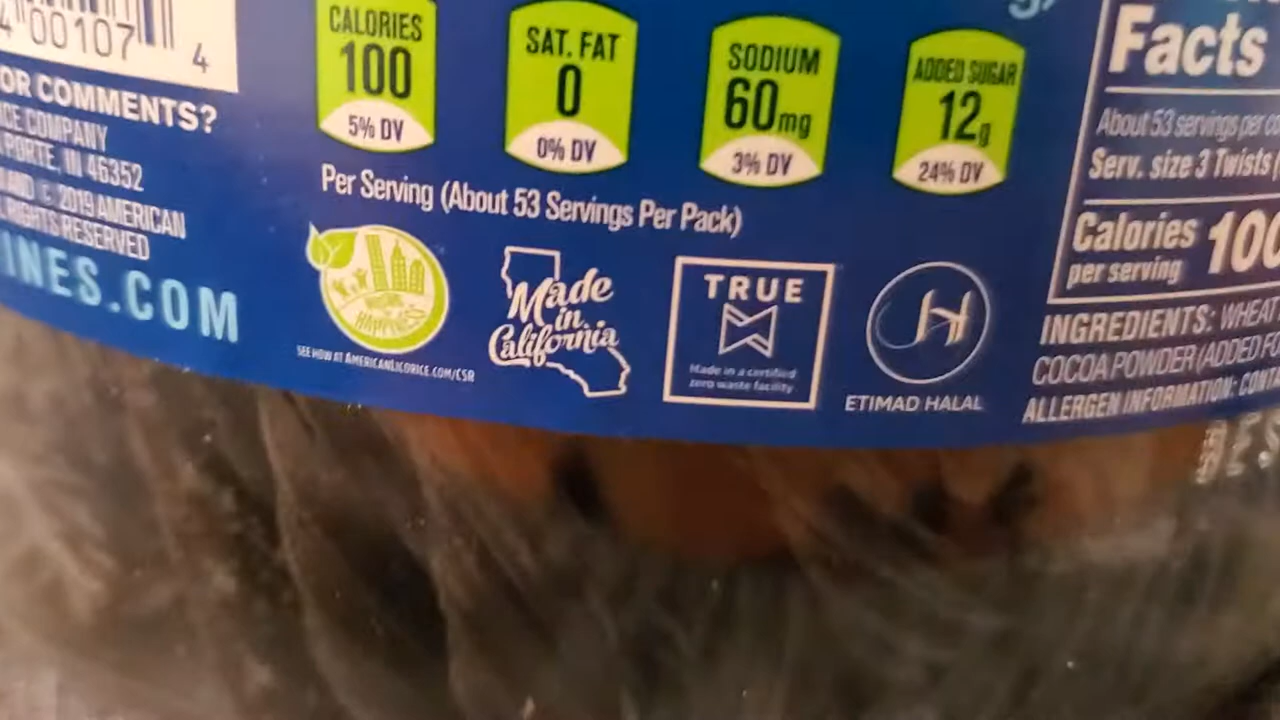 4 00107 4
OR COMMENTS?
ICE COMPANY
PORTE, IN 46352
AND © 2019 AMERICAN
RIGHTS RESERVED
INES.COM
CALORIES
100
5% DV
SAT. FAT
0
0% DV
SODIUM
60mg
3% DV
ADDED SUGAR
12g
24% DV
Per Serving (About 53 Servings Per Pack)
HAPPINESS
SEE HOW AT AMERICANLICORICE.COM/CSR
Made
in
California
TRUE
Made in a certified
zero waste facility
ETIMAD HALAL
Facts
About 53 servings per co
Serv. size 3 Twists
Calories 100
per serving
INGREDIENTS: WHEAT
COCOA POWDER (ADDED FO
ALLERGEN INFORMATION: CONT